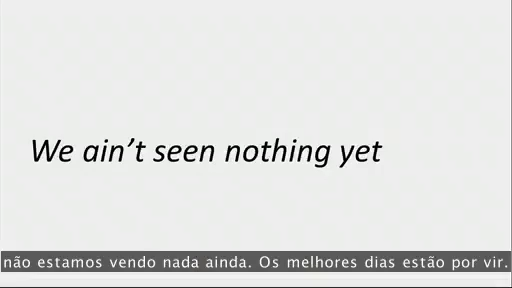 We ain't seen nothing yet
não estamos vendo nada ainda. Os melhores dias estão por vir.